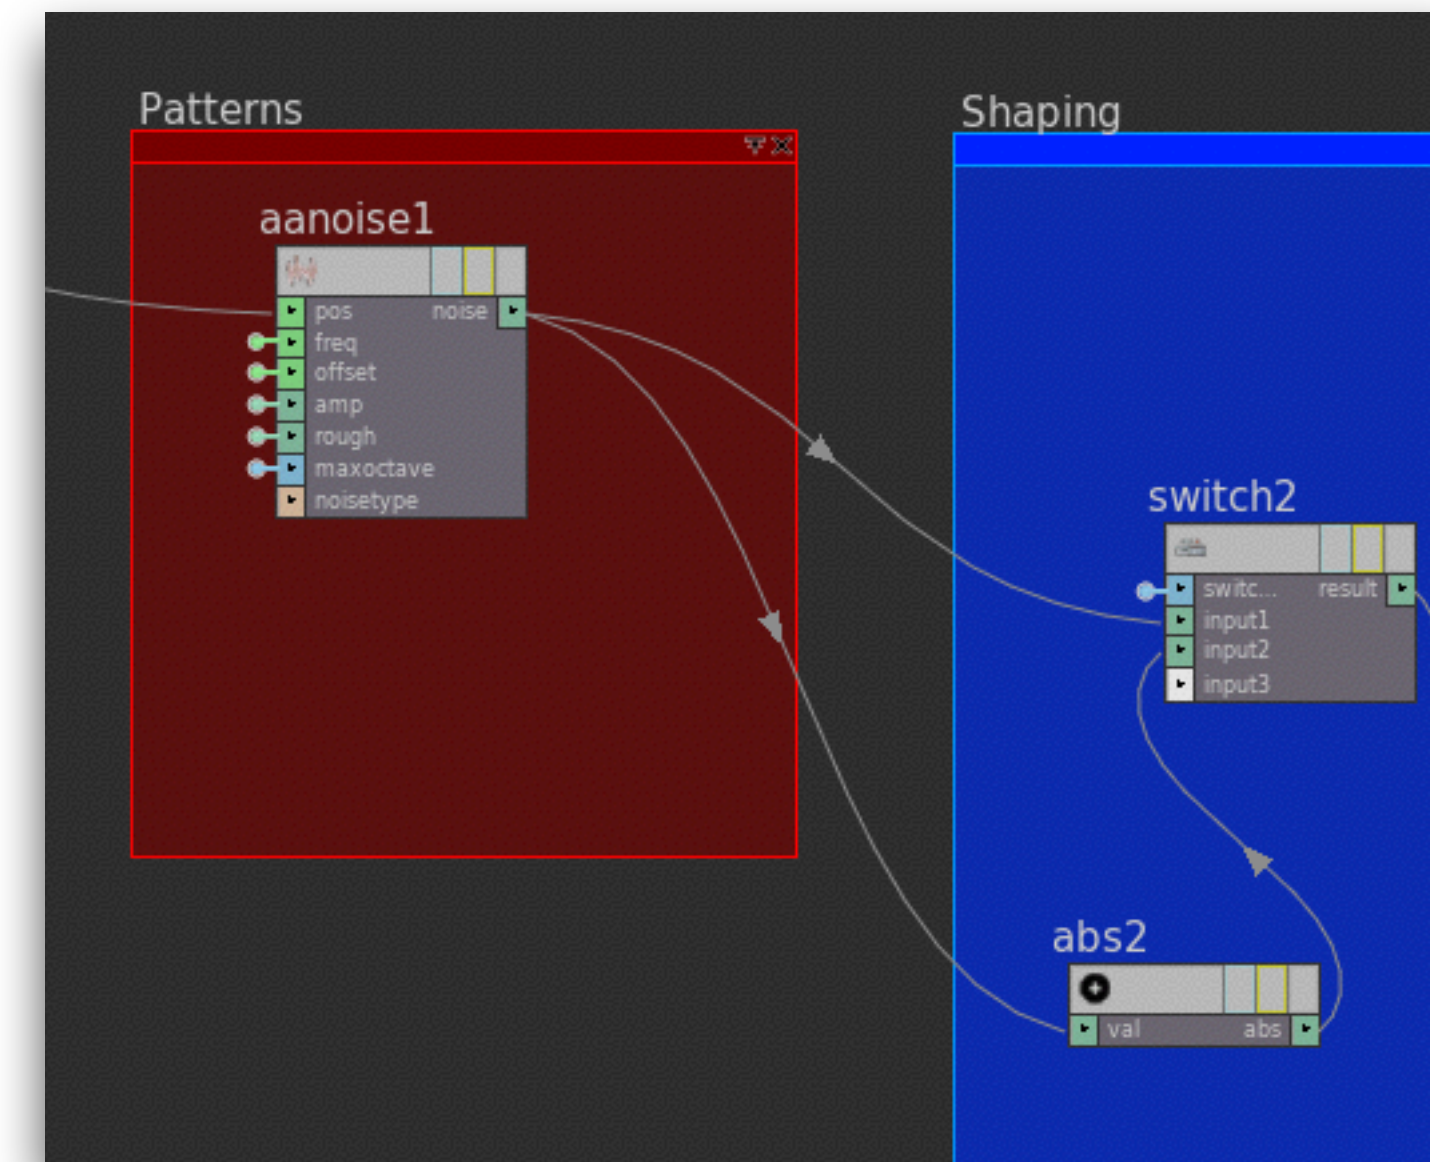 Patterns
Shaping
aanoise1
pos noise
freq
offset
amp
rough
maxoctave
noisetype
switch2
switc... result
input1
input2
input3
abs2
val abs